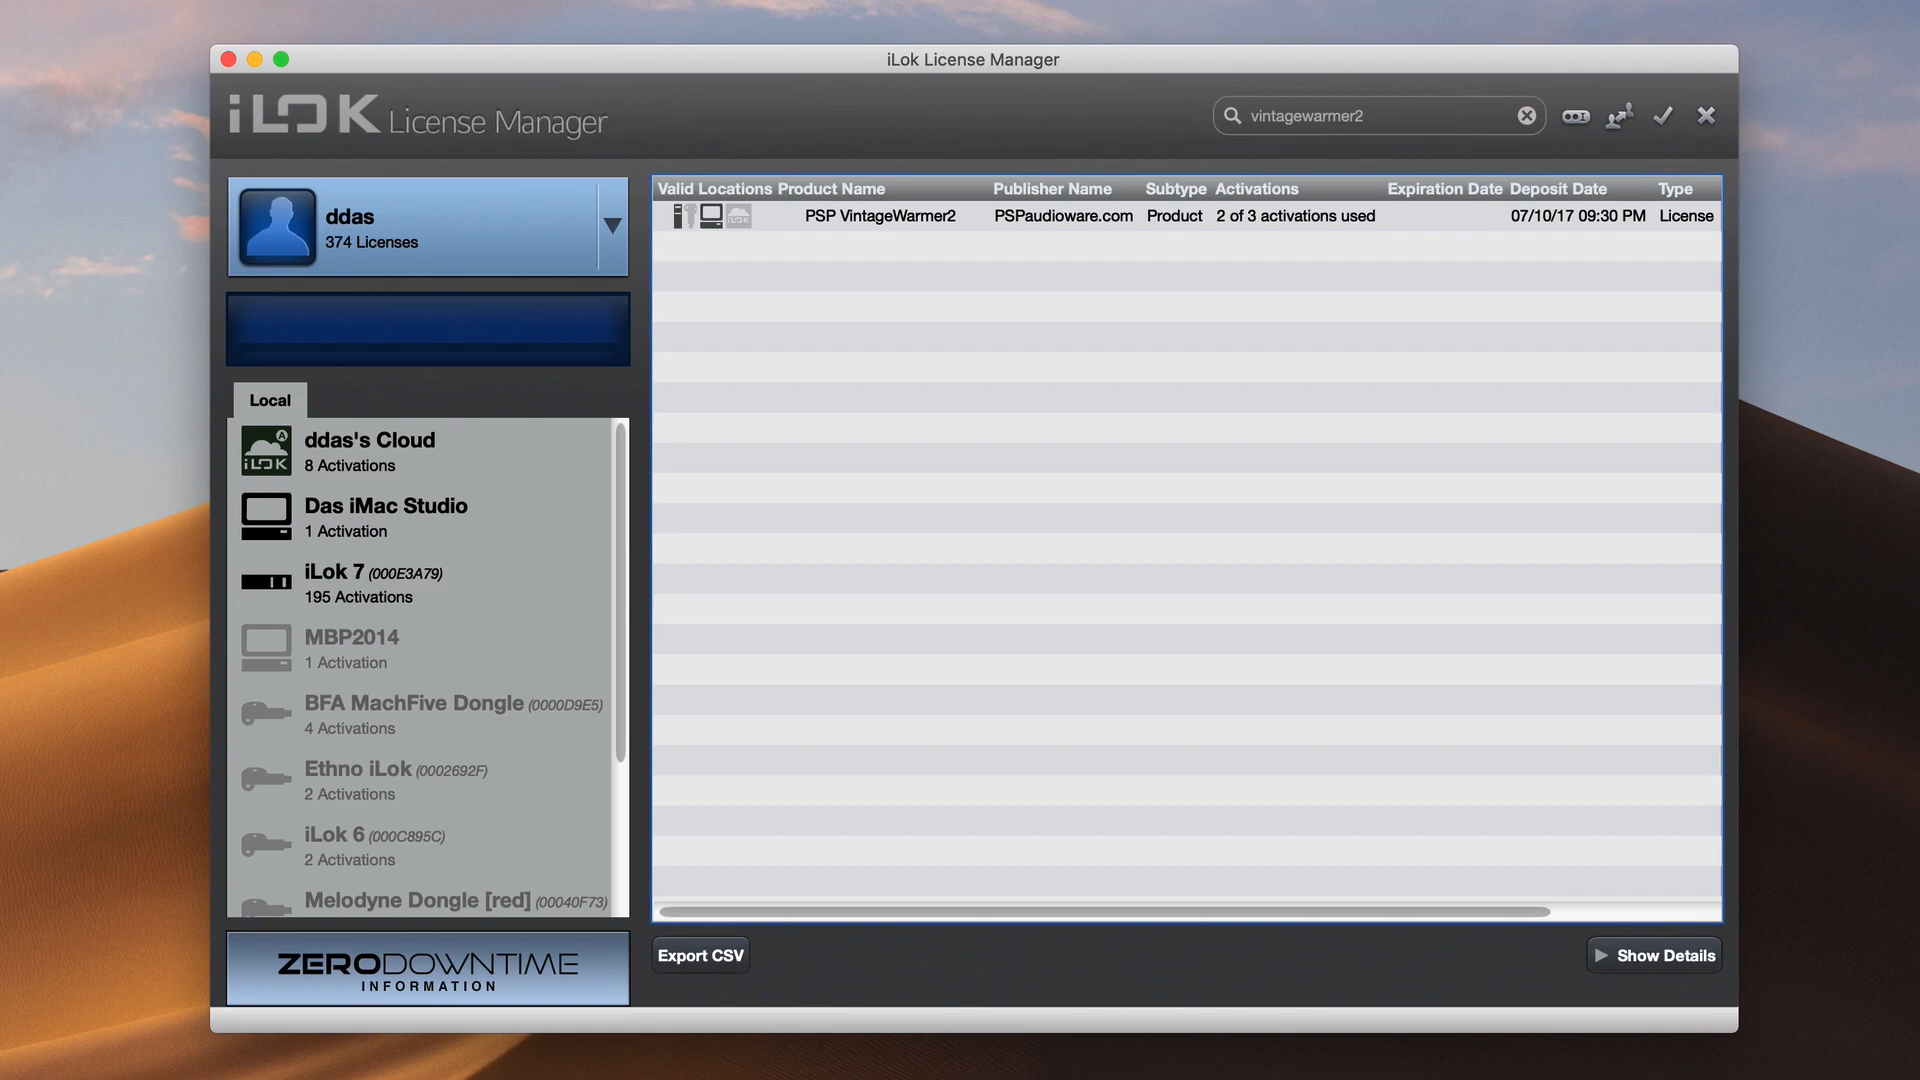 iLok License Manager
iLOK License Manager
vintagewarmer2
ddas
374 Licenses
Local
ddas's Cloud
8 Activations
iLOK
Das iMac Studio
1 Activation
iLok 7 (000E3A79)
195 Activations
MBP2014
1 Activation
BFA MachFive Dongle (0000D9E5)
4 Activations
Ethno iLok (0002692F)
2 Activations
iLok 6 (000C895C)
2 Activations
Melodyne Dongle [red] (00040F73)
ZERODOWNTIME
INFORMATION
Valid Locations Product Name Publisher Name Subtype Activations Expiration Date Deposit Date Type
PSP VintageWarmer2 PSPaudioware.com Product 2 of 3 activations used 07/10/17 09:30 PM License
Export CSV
Show Details